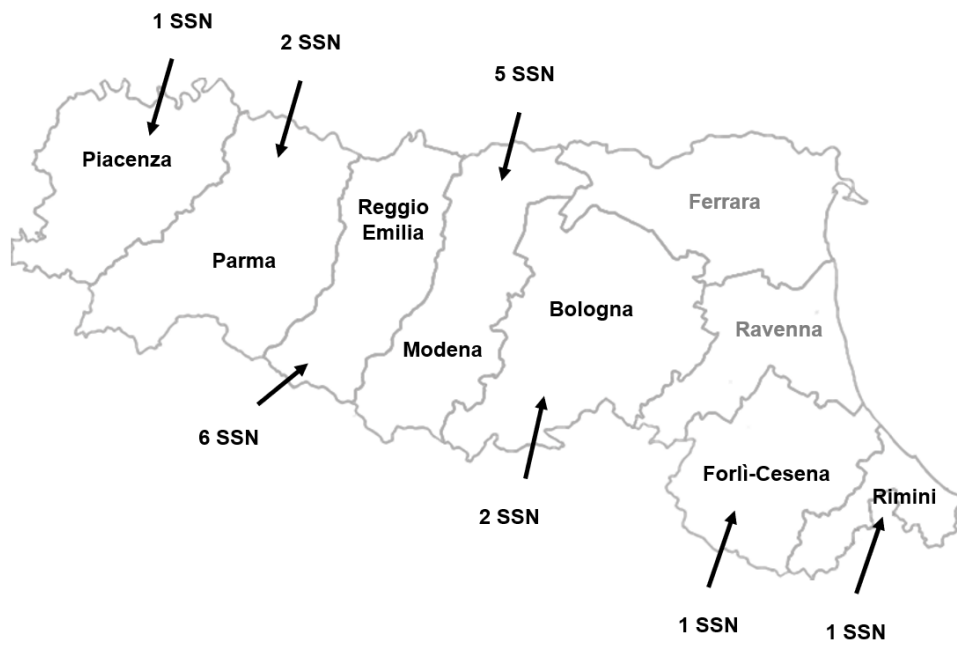 1 SSN
2 SSN
5 SSN
Piacenza
Reggio
Emilia
Ferrara
Parma
Bologna
Ravenna
Modena
6 SSN
Forlì-Cesena
Rimini
2 SSN
1 SSN
1 SSN